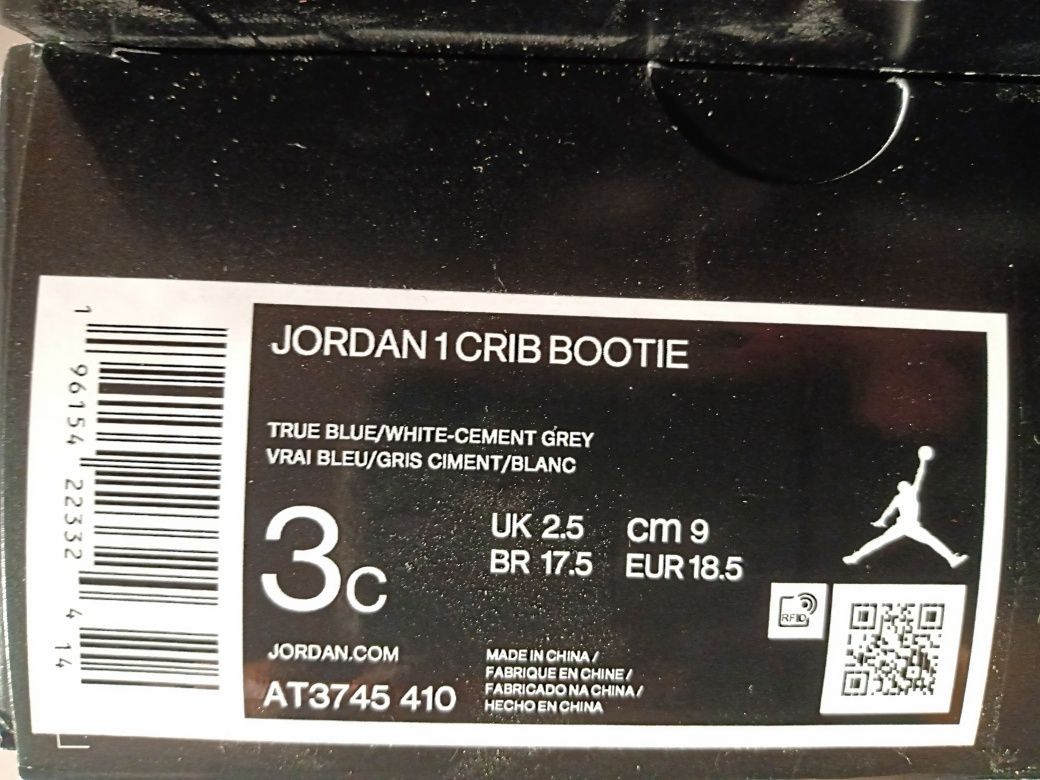 JORDAN 1 CRIB BOOTIE
TRUE BLUE/WHITE-CEMENT GREY
VRAI BLEU/GRIS CIMENT/BLANC
3C
UK 2.5 cm 9
BR 17.5 EUR 18.5
RFID
JORDAN.COM
AT3745 410
MADE IN CHINA /
FABRIQUE EN CHINE /
FABRICADO NA CHINA /
HECHO EN CHINA
1 96154 22332 4 14